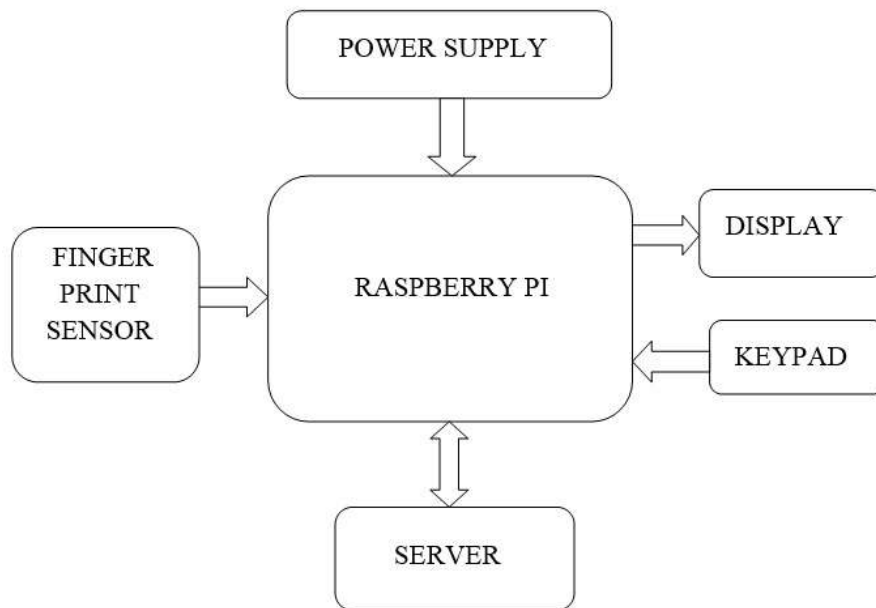 POWER SUPPLY
FINGER
PRINT
SENSOR
RASPBERRY PI
DISPLAY
KEYPAD
SERVER